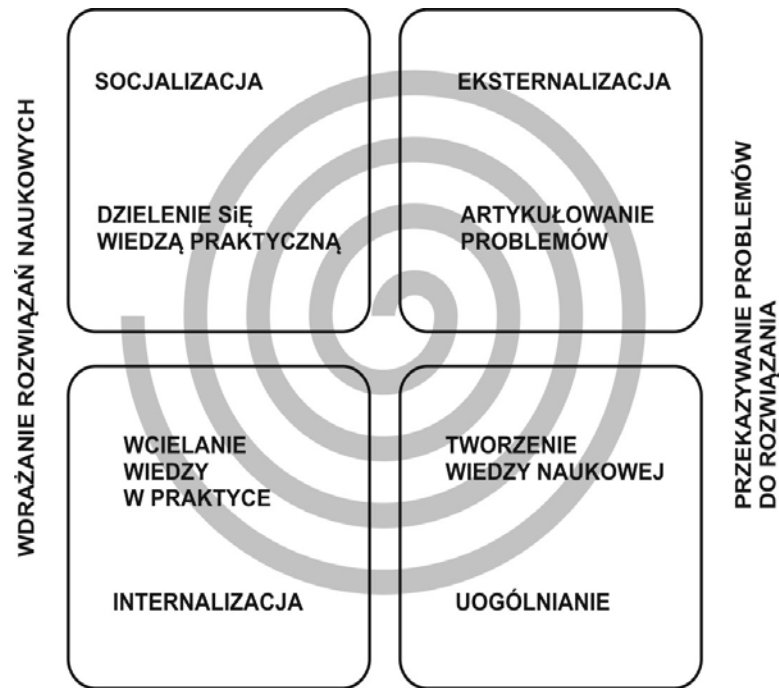 WDRAŻANIE ROZWIĄZAŃ NAUKOWYCH
SOCJALIZACJA
DZIELENIE SiĘ
WIEDZĄ PRAKTYCZNĄ
EKSTERNALIZACJA
ARTYKUŁOWANIE
PROBLEMÓW
WCIELANIE
WIEDZY
W PRAKTYCE
INTERNALIZACJA
TWORZENIE
WIEDZY NAUKOWEJ
UOGÓLNIANIE
PRZEKAZYWANIE PROBLEMÓW
DO ROZWIĄZANIA